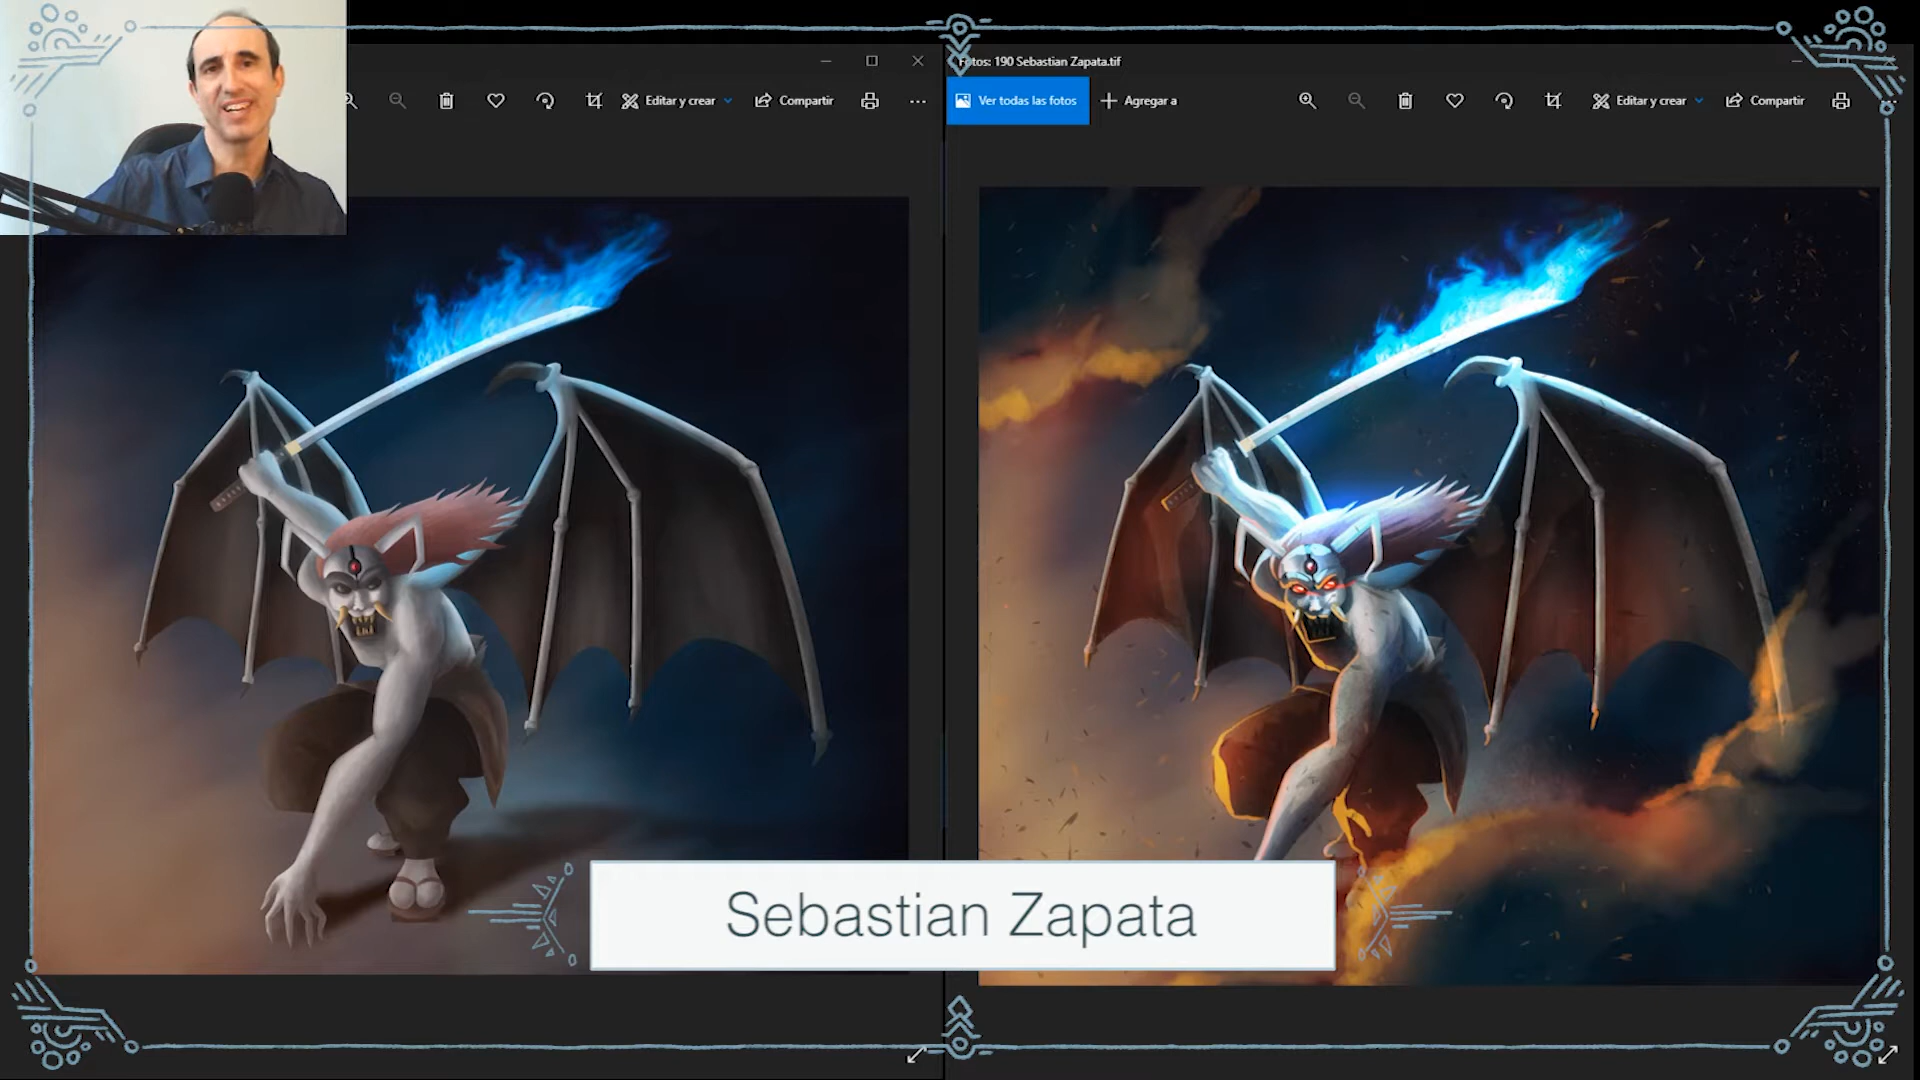 Fotos: 190 Sebastian Zapata.tif
Editar y crear
Compartir
Ver todas las fotos
Agregar a
Editar y crear
Compartir
Sebastian Zapata